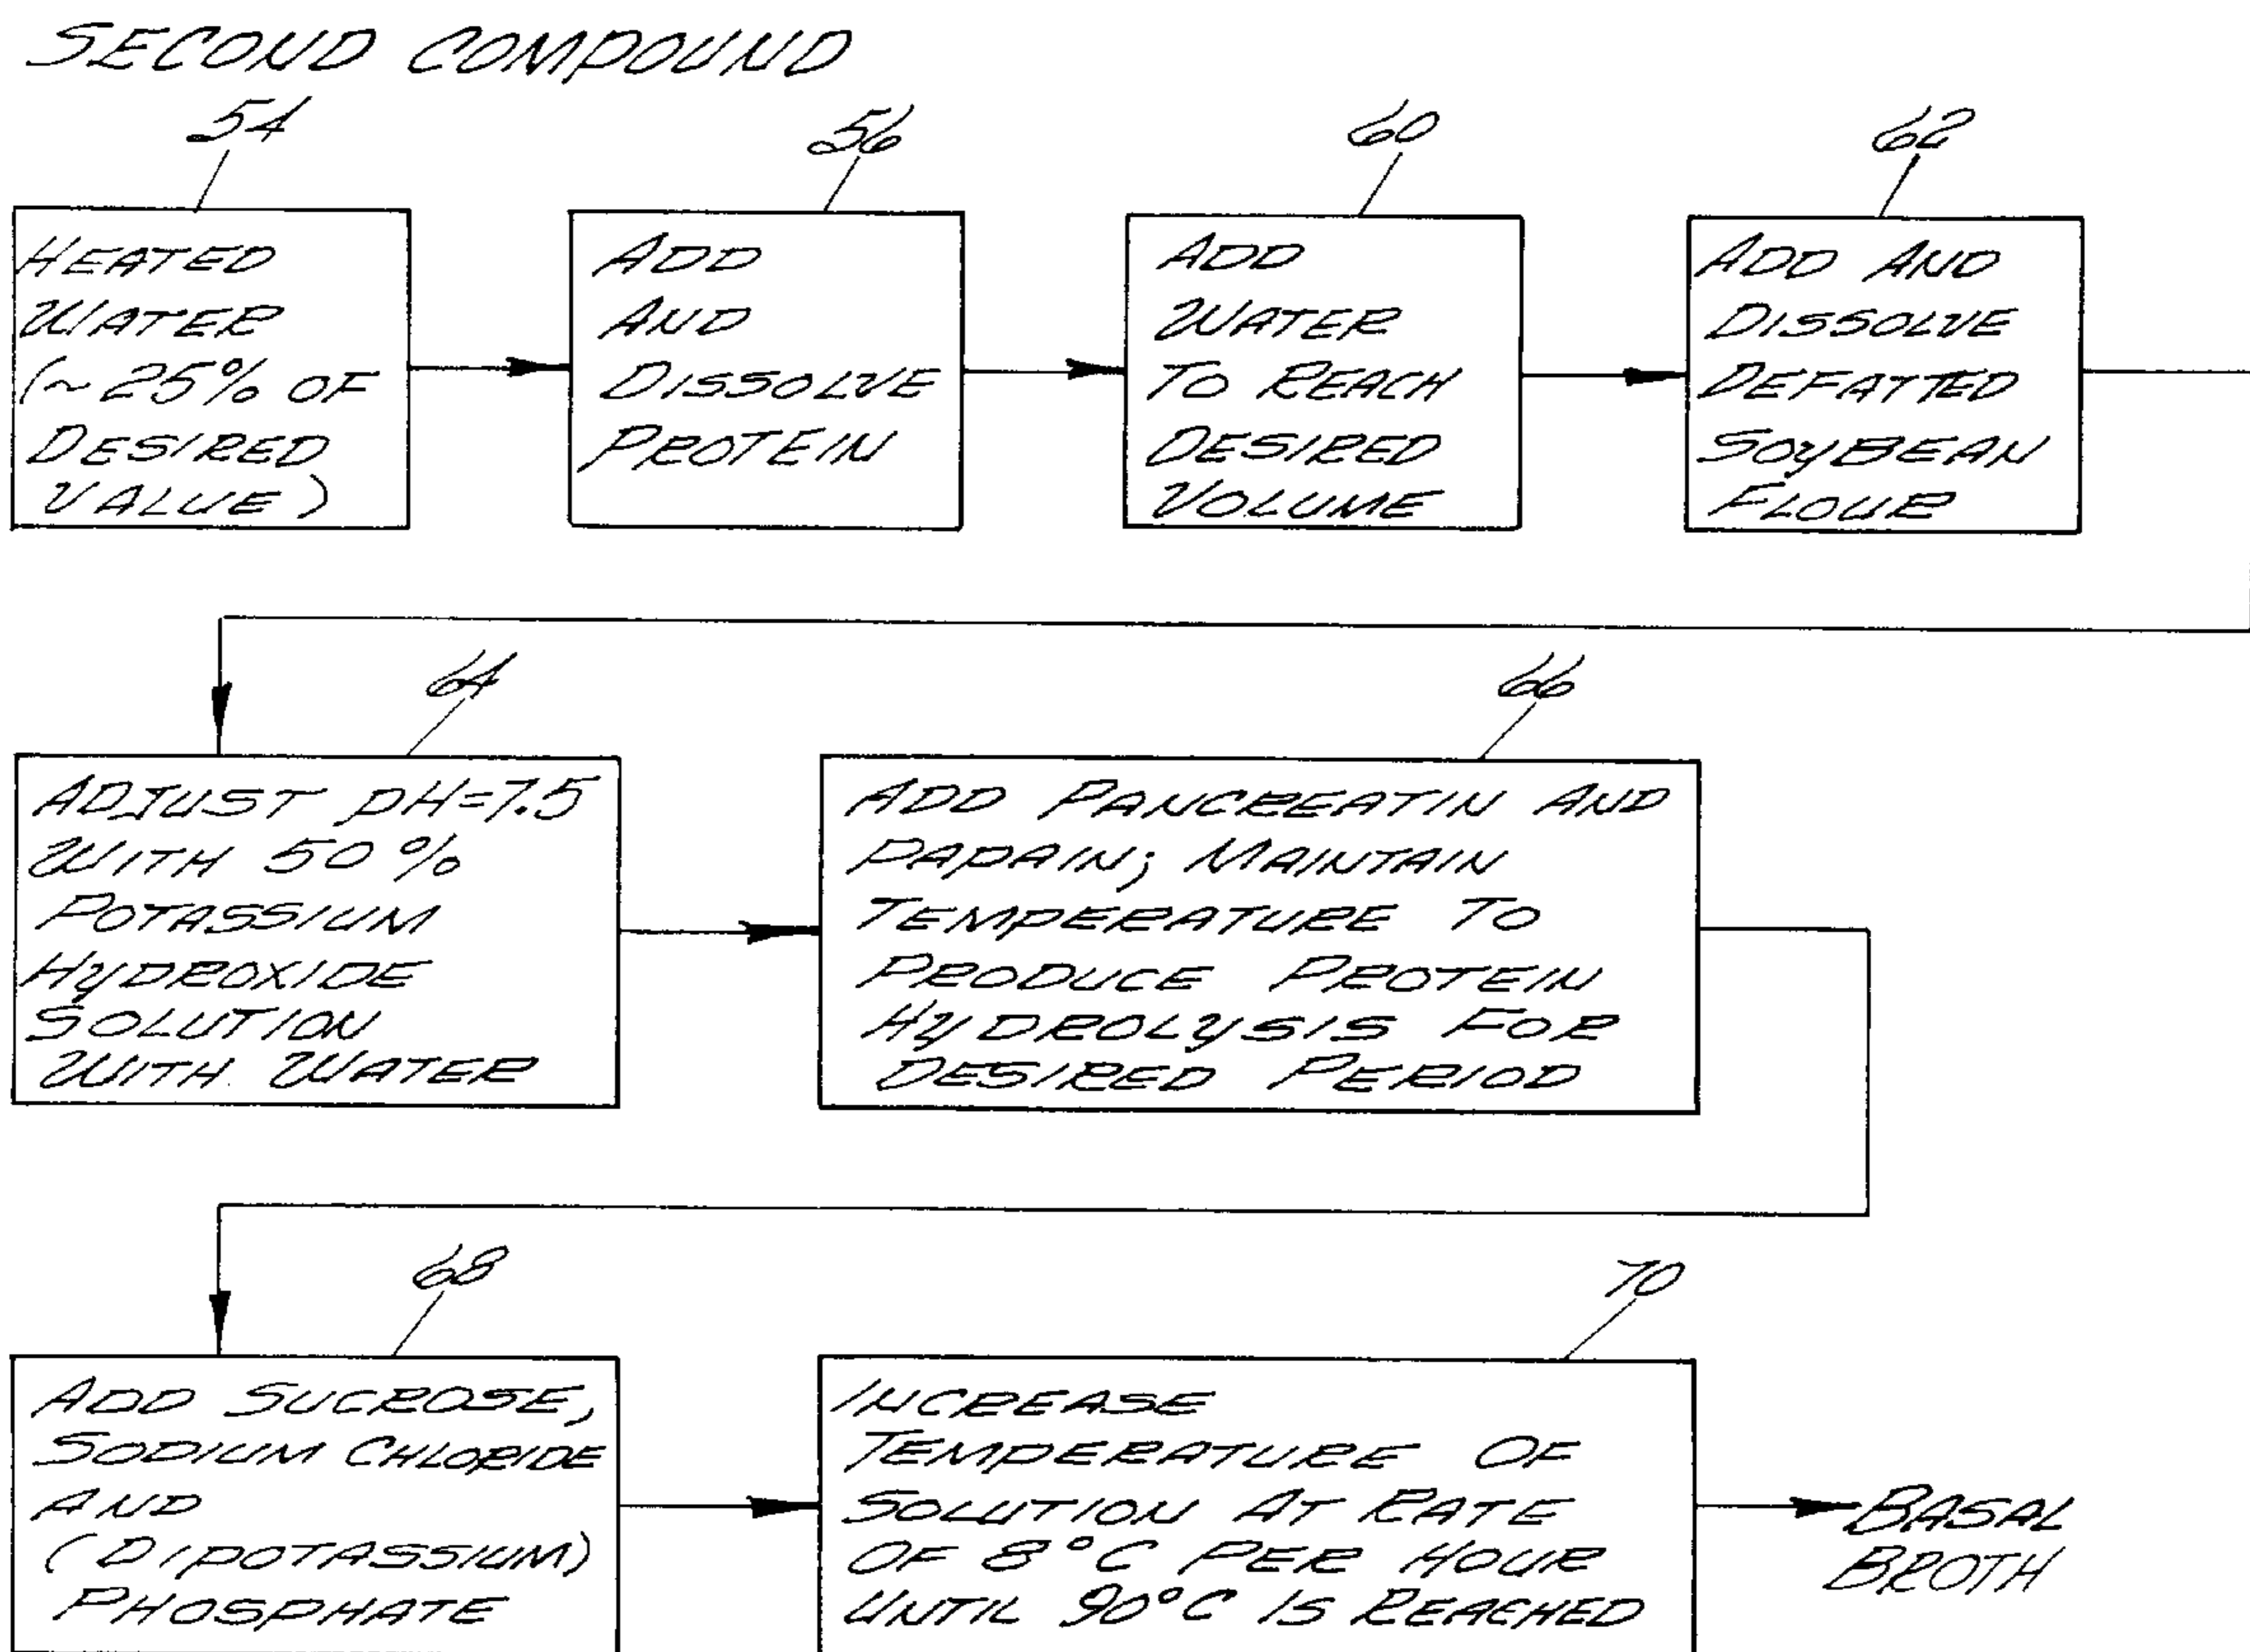 SECOND COMPOUND
54
56
60
62
HEATED
WATER
(~25% OF
DESIRED
VALUE)
ADD
AND
DISSOLVE
PROTEIN
ADD
WATER
TO REACH
DESIRED
VOLUME
ADD AND
DISSOLVE
DEFATTED
SOYBEAN
FLOUR
64
66
ADJUST pH=7.5
WITH 50%
POTASSIUM
HYDROXIDE
SOLUTION
WITH WATER
ADD PANCREATIN AND
PAPAIN; MAINTAIN
TEMPERATURE TO
PRODUCE PROTEIN
HYDROLYSIS FOR
DESIRED PERIOD
68
70
ADD SUCROSE,
SODIUM CHLORIDE
AND
(DIPOTASSIUM)
PHOSPHATE
INCREASE
TEMPERATURE OF
SOLUTION AT RATE
OF 8°C PER HOUR
UNTIL 90°C IS REACHED
BASAL
BROTH